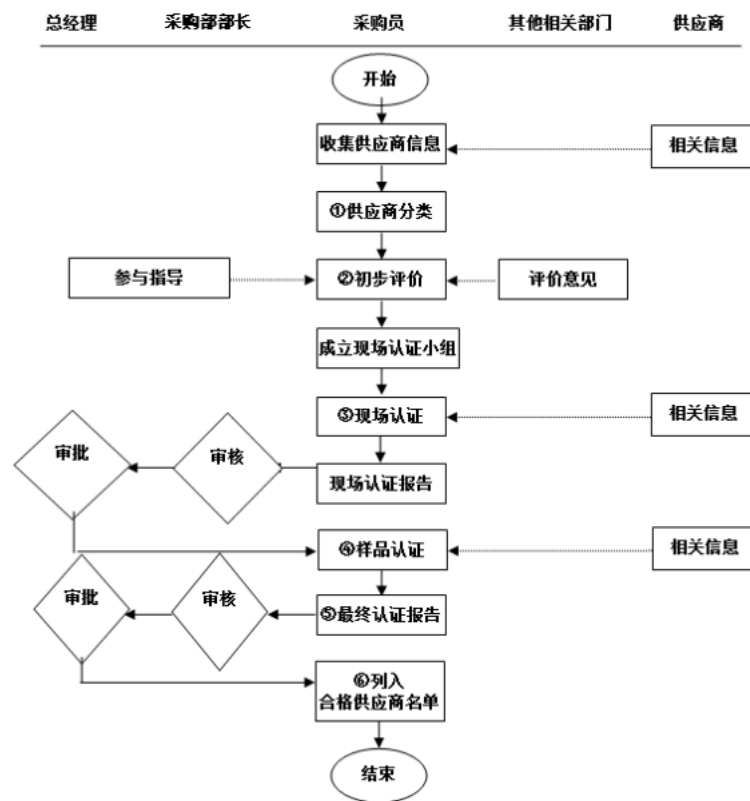 总经理 采购部部长 采购员 其他相关部门 供应商
开始
收集供应商信息 相关信息
①供应商分类
参与指导 ②初步评价 评价意见
成立现场认证小组
③现场认证 相关信息
审批 审核
现场认证报告
④样品认证 相关信息
审批 审核
⑤最终认证报告
⑥列入
合格供应商名单
结束